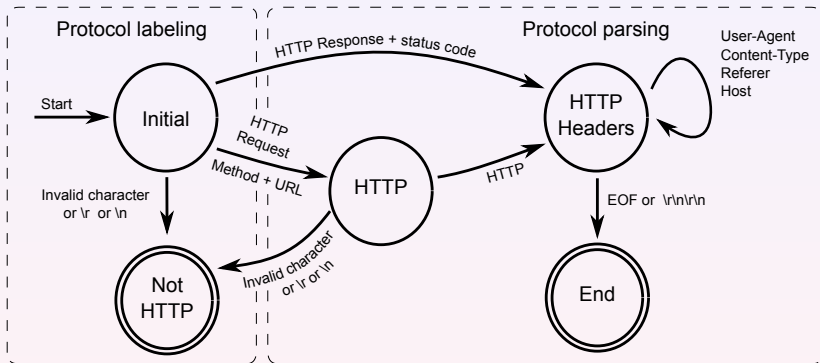 Protocol labeling
Protocol parsing
HTTP Response + status code
User-Agent
Content-Type
Referer
Host
Start
Initial
HTTP
Request
Method + URL
HTTP
HTTP
HTTP
Headers
Invalid character
or \r or \n
EOF or \r\n\r\n
Invalid character
or \r or \n
Not
HTTP
End